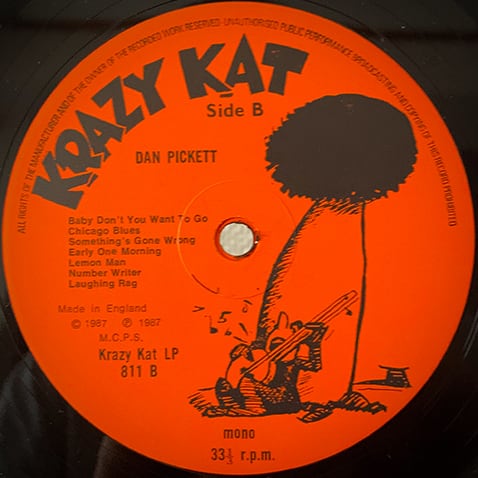 ALL RIGHTS OF THE MANUFACTURER AND OF THE OWNER OF THE RECORDED WORK RESERVED · UNAUTHORISED PUBLIC PERFORMANCE BROADCASTING AND COPYING OF THIS RECORD PROHIBITED
KRAZY KAT
Side B
DAN PICKETT
Baby Don't You Want To Go
Chicago Blues
Something's Gone Wrong
Early One Morning
Lemon Man
Number Writer
Laughing Rag
Made in England
© 1987 ℗ 1987
M.C.P.S.
Krazy Kat LP
811 B
mono
33⅓ r.p.m.